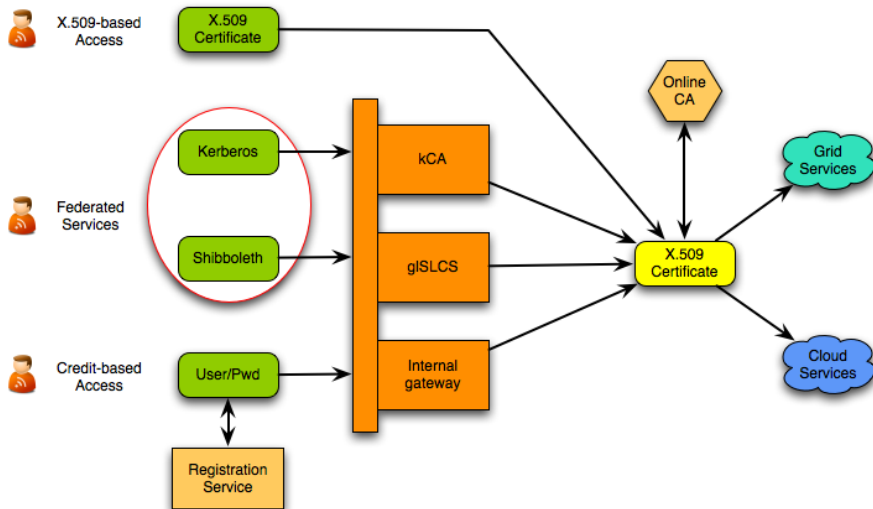 X.509-based
Access
X.509
Certificate
Online
CA
Kerberos
kCA
Grid
Services
Federated
Services
Shibboleth
glSLCS
X.509
Certificate
Credit-based
Access
User/Pwd
Internal
gateway
Cloud
Services
Registration
Service